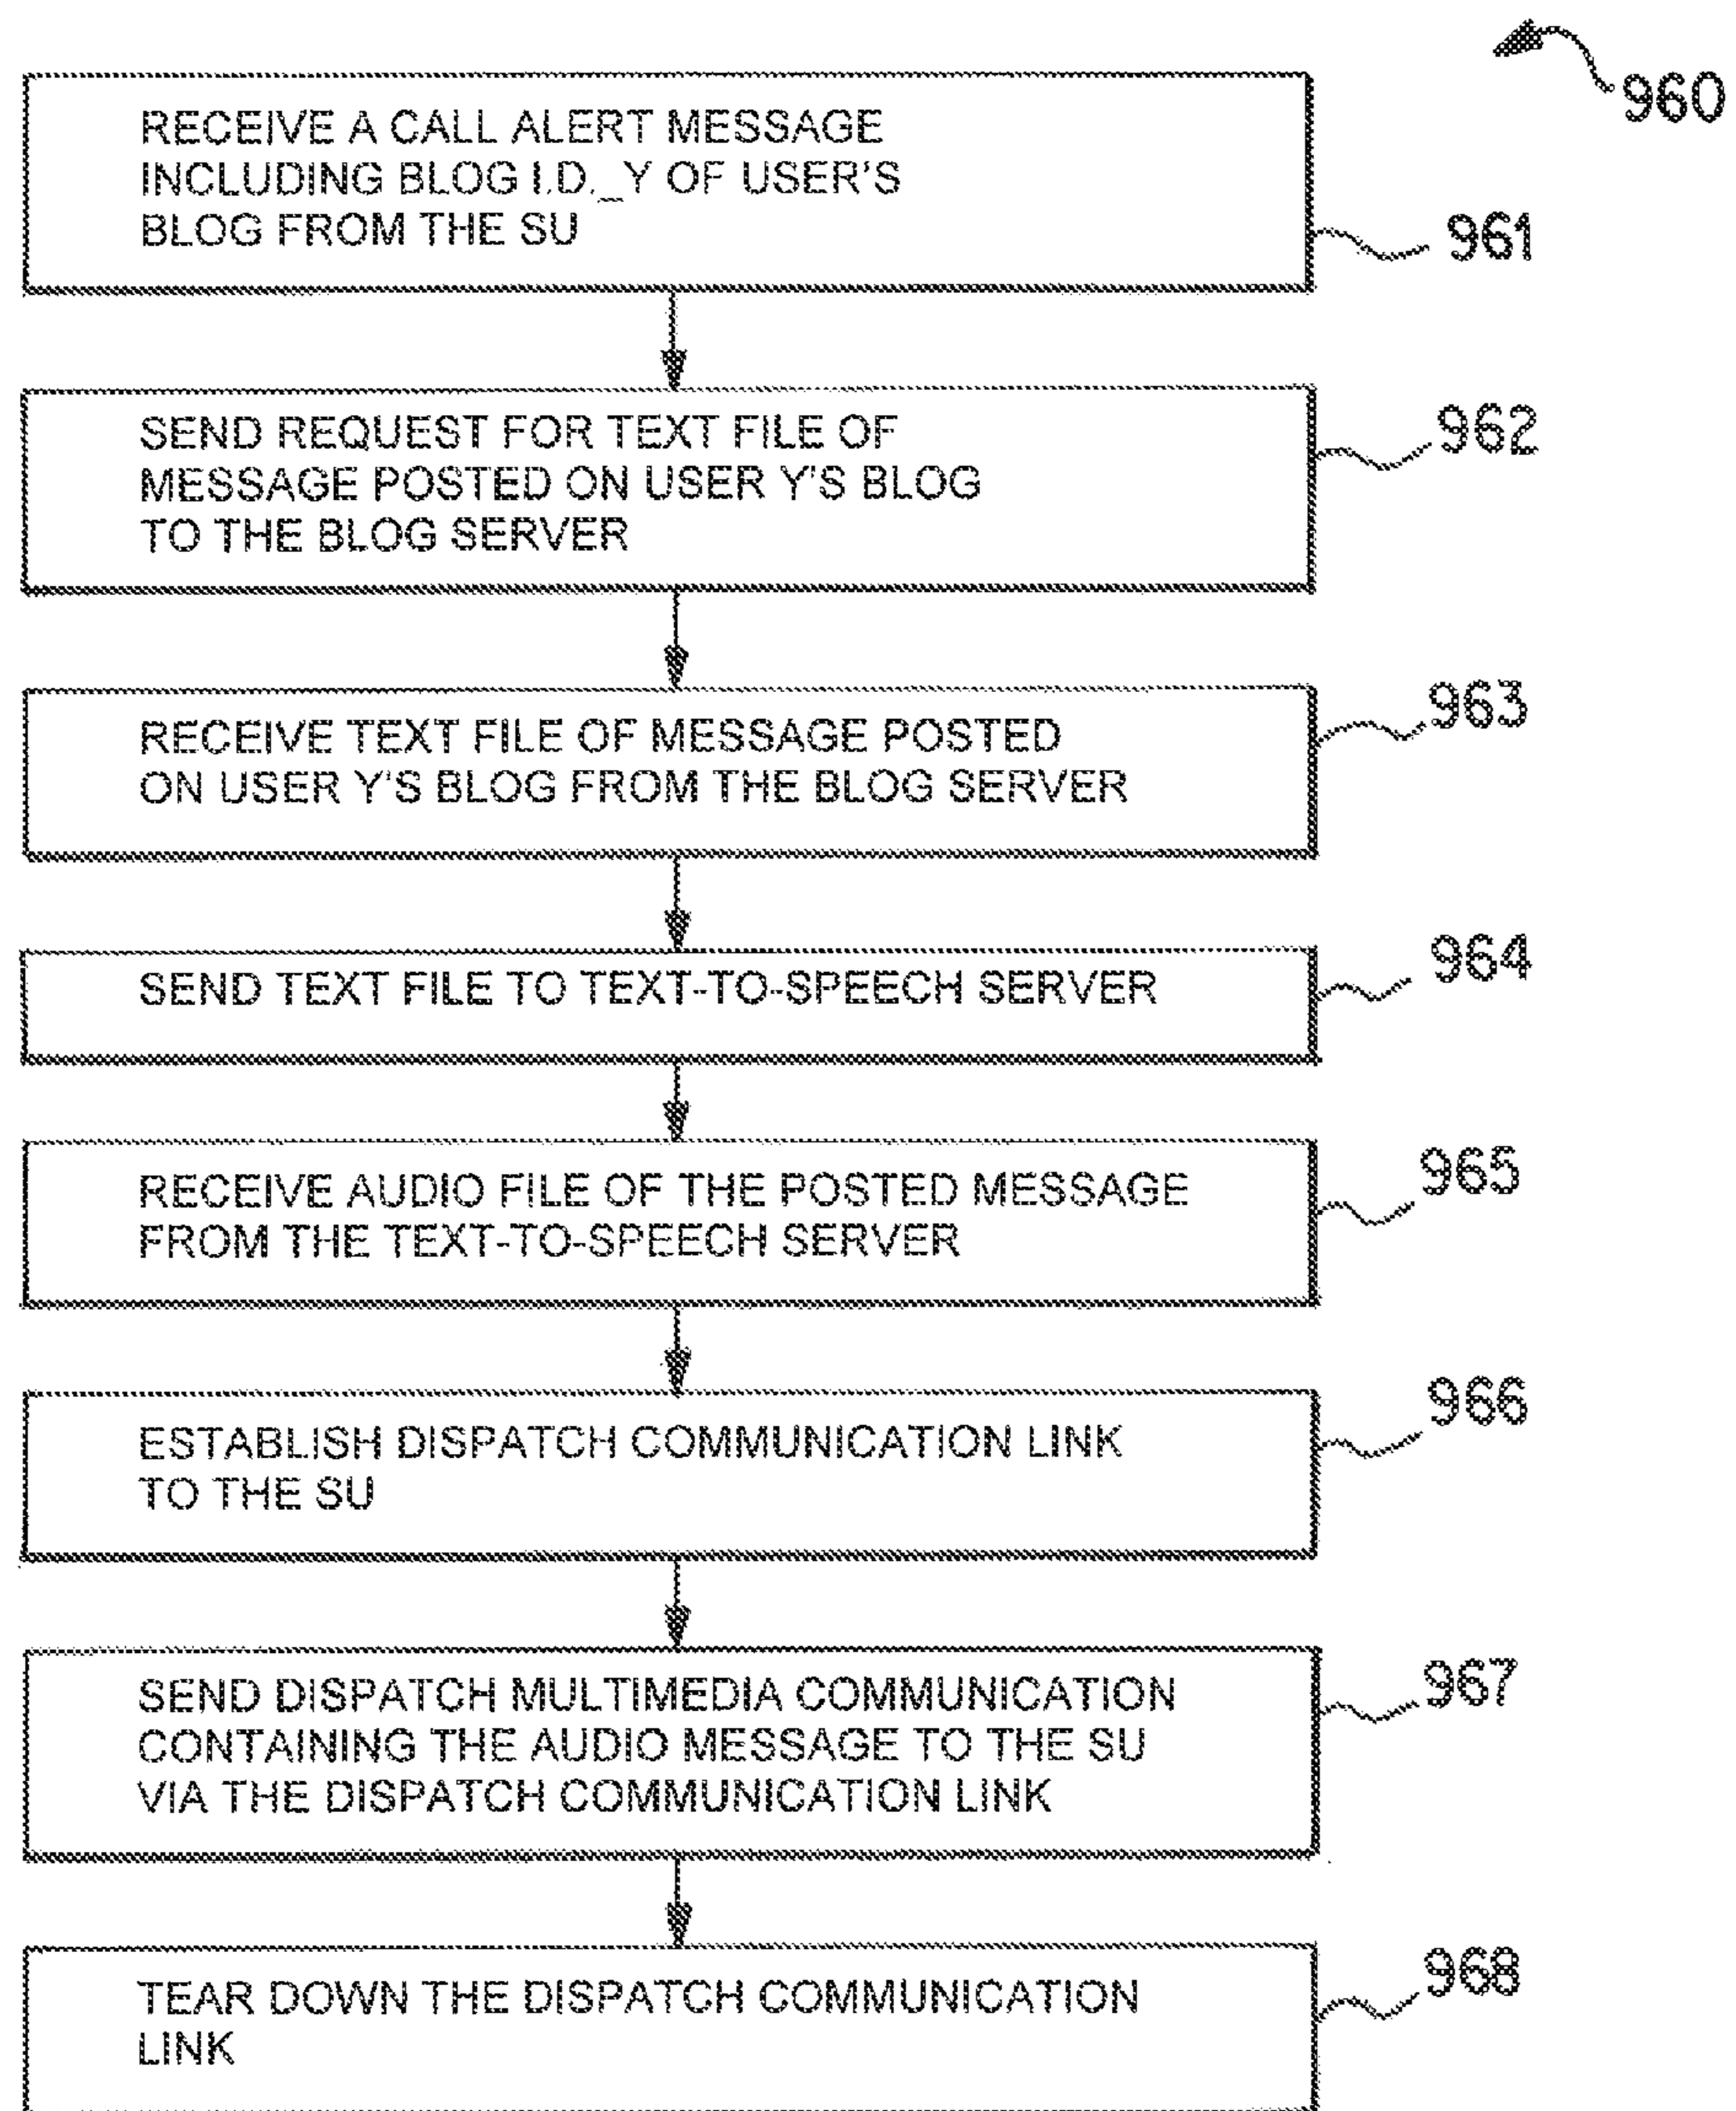 960
RECEIVE A CALL ALERT MESSAGE
INCLUDING BLOG I.D._Y OF USER'S
BLOG FROM THE SU
961
SEND REQUEST FOR TEXT FILE OF
MESSAGE POSTED ON USER Y'S BLOG
TO THE BLOG SERVER
962
RECEIVE TEXT FILE OF MESSAGE POSTED
ON USER Y'S BLOG FROM THE BLOG SERVER
963
SEND TEXT FILE TO TEXT-TO-SPEECH SERVER
964
RECEIVE AUDIO FILE OF THE POSTED MESSAGE
FROM THE TEXT-TO-SPEECH SERVER
965
ESTABLISH DISPATCH COMMUNICATION LINK
TO THE SU
966
SEND DISPATCH MULTIMEDIA COMMUNICATION
CONTAINING THE AUDIO MESSAGE TO THE SU
VIA THE DISPATCH COMMUNICATION LINK
967
TEAR DOWN THE DISPATCH COMMUNICATION
LINK
968